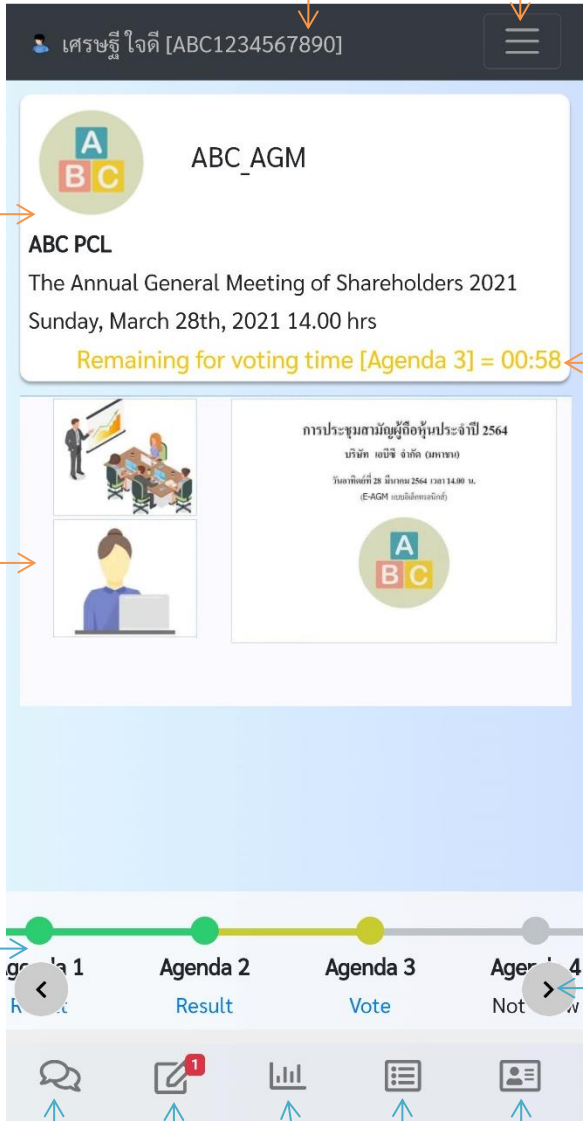 เศรษฐี ใจดี [ABC1234567890]
A
B C
ABC_AGM
ABC PCL
The Annual General Meeting of Shareholders 2021
Sunday, March 28th, 2021 14.00 hrs
Remaining for voting time [Agenda 3] = 00:58
การประชุมสามัญผู้ถือหุ้นประจำปี 2564
บริษัท เอบีซี จำกัด (มหาชน)
วันอาทิตย์ที่ 28 มีนาคม 2564 เวลา 14.00 น.
(E-AGM แบบอิเล็กทรอนิกส์)
A
B C
1 Agenda 2 Agenda 3 4
Result Vote Not
1